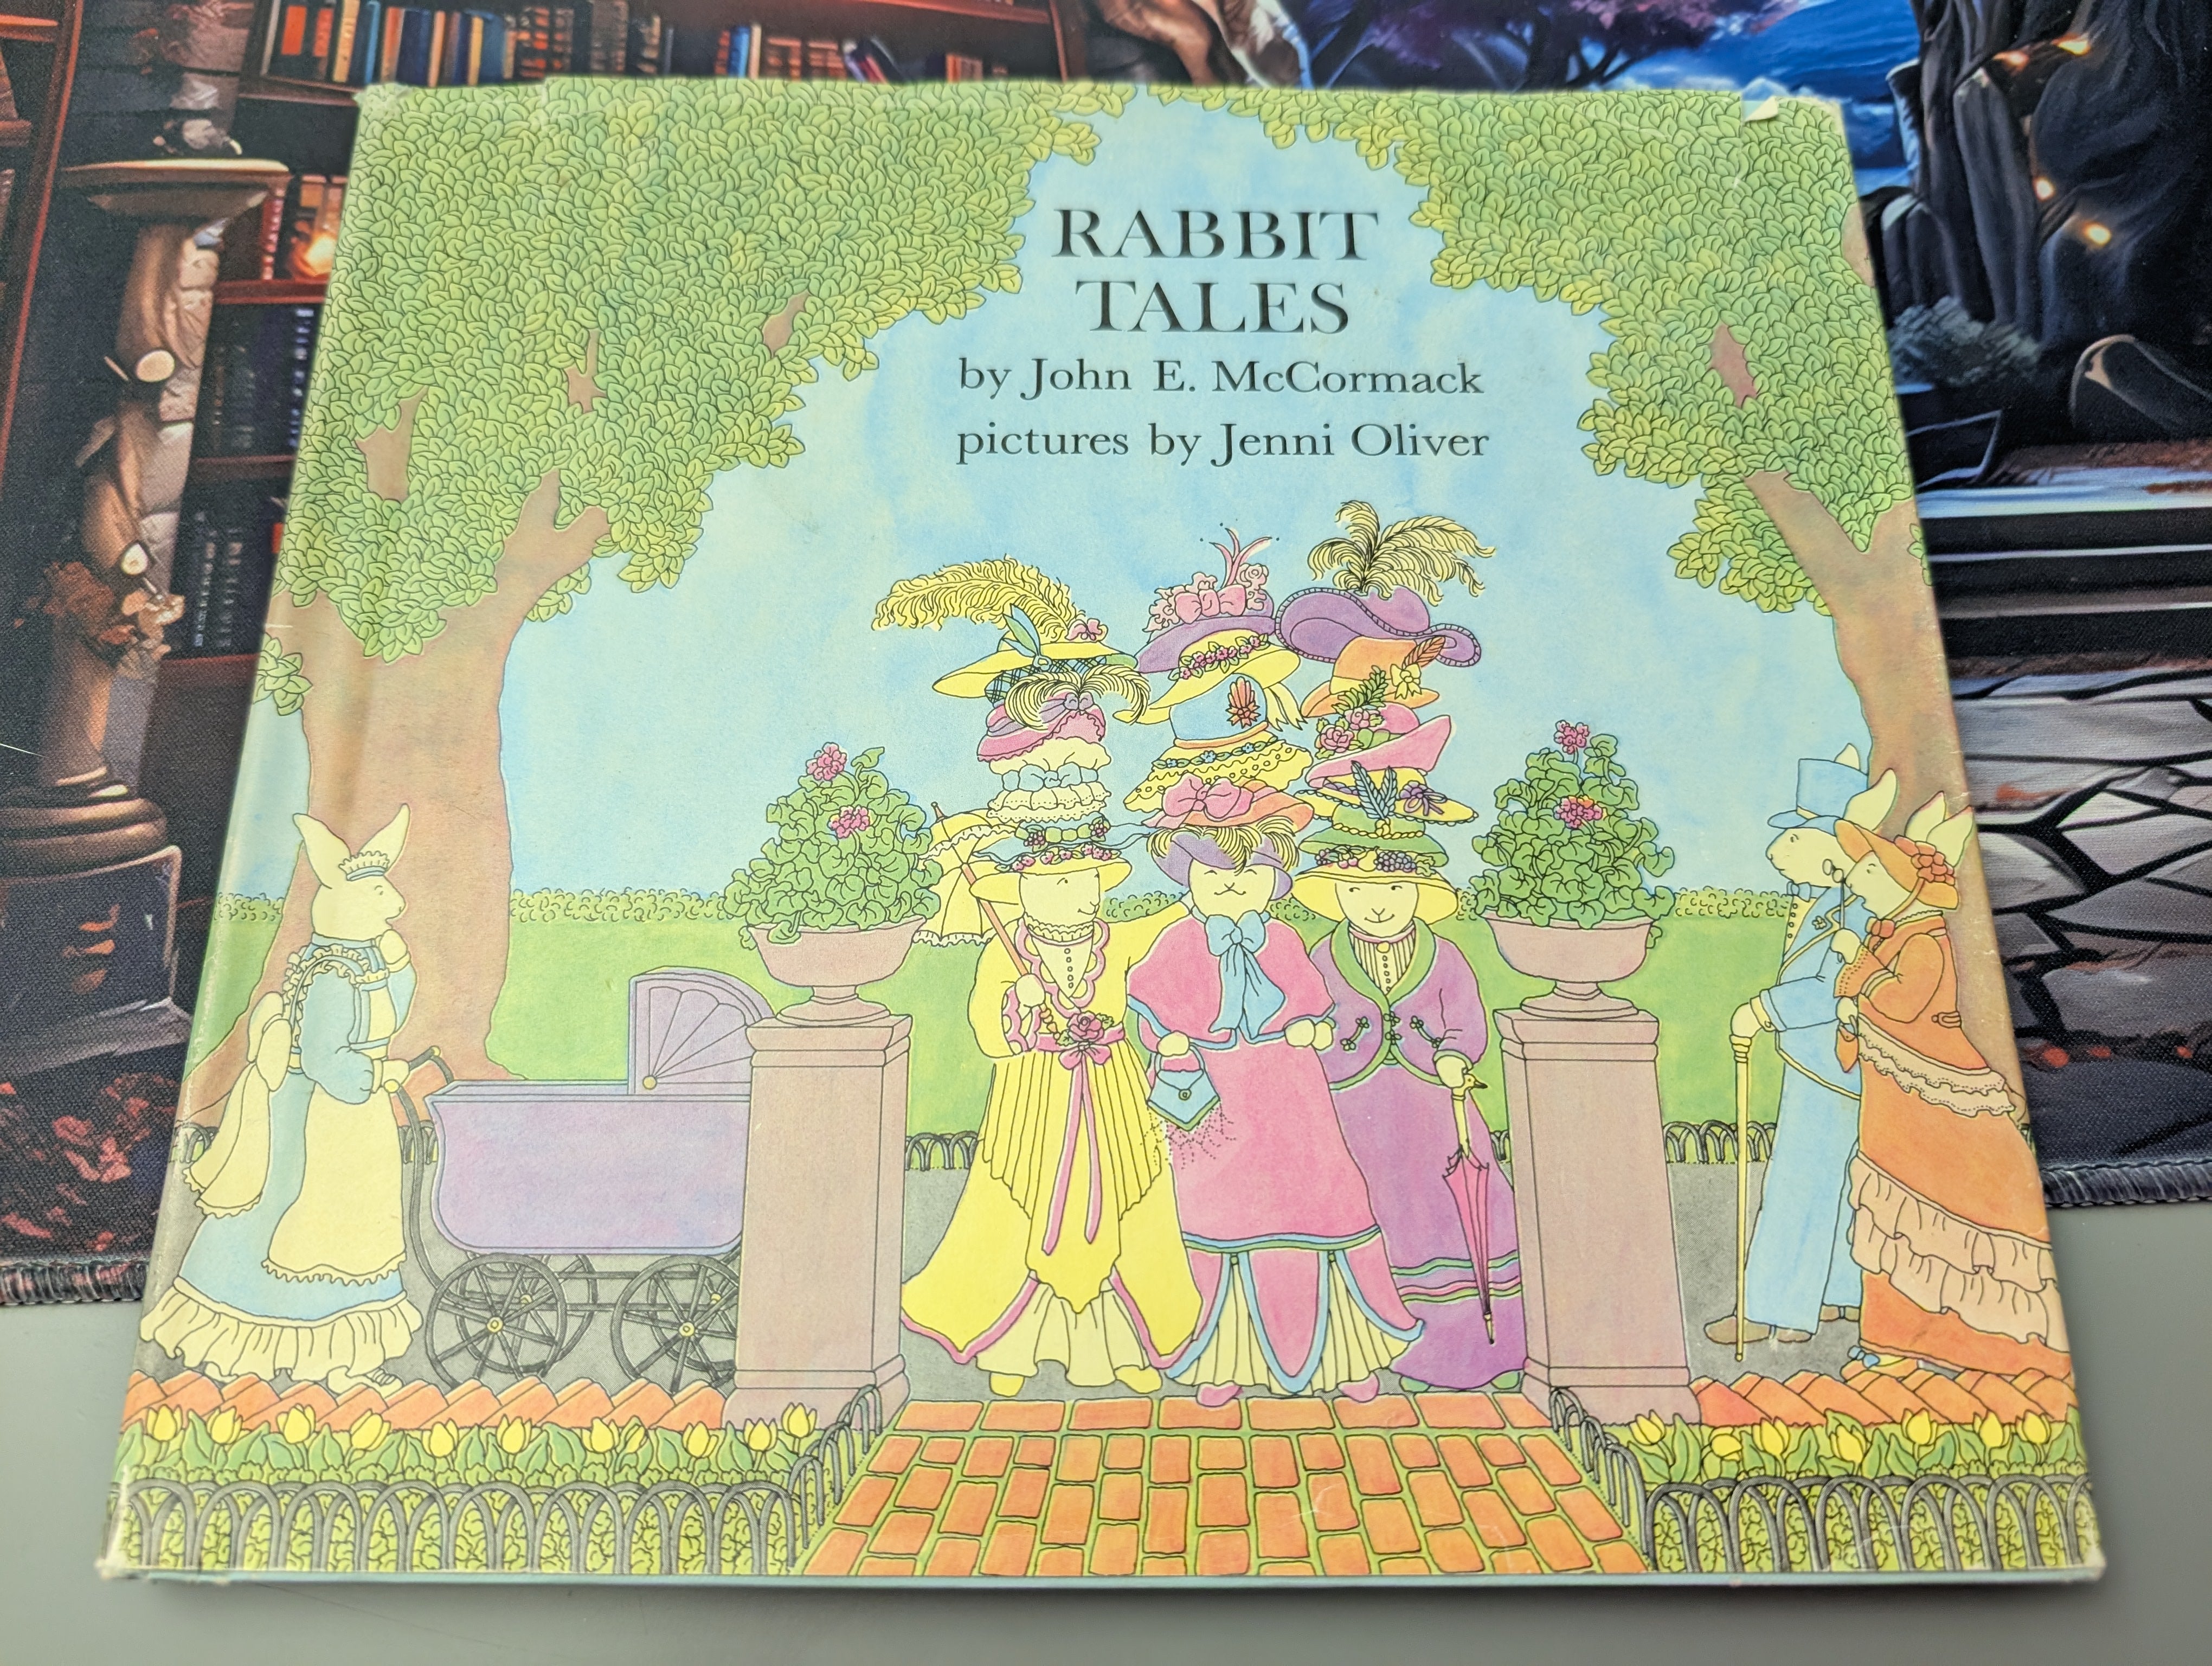 RABBIT
TALES
by John E. McCormack
pictures by Jenni Oliver